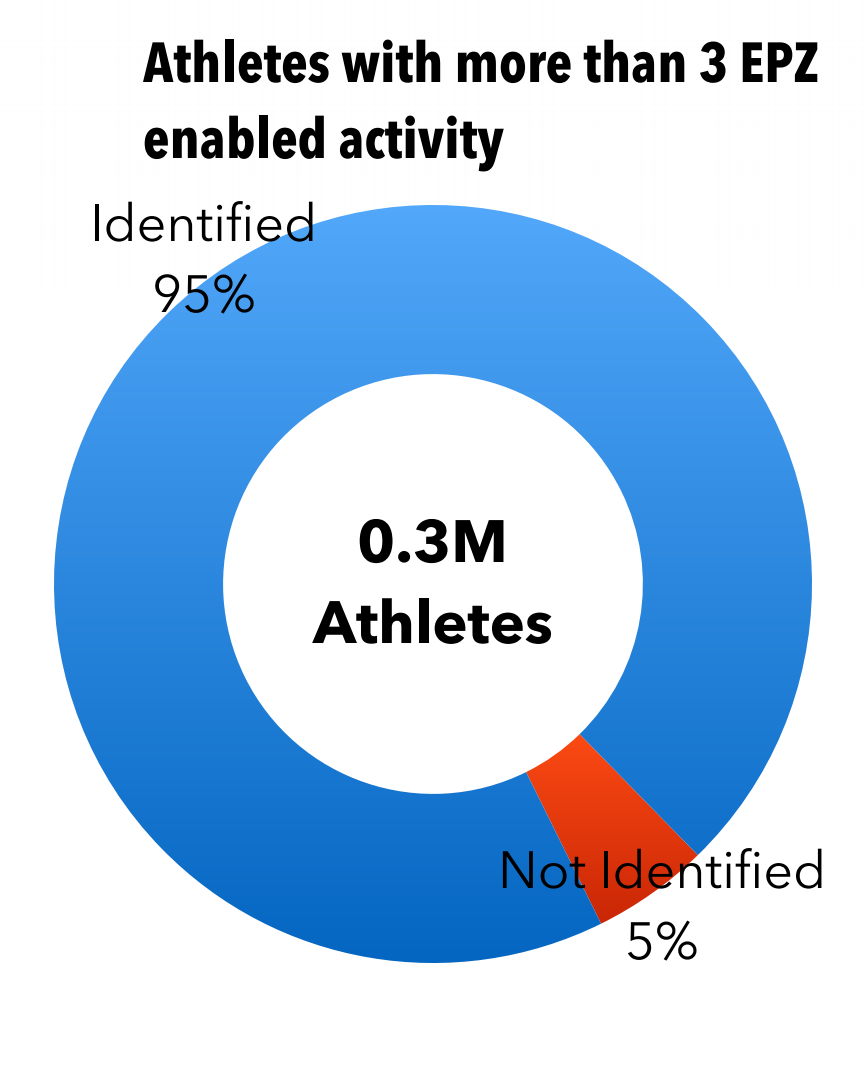 Athletes with more than 3 EPZ
enabled activity
Identified
95%
0.3M
Athletes
Not Identified
5%